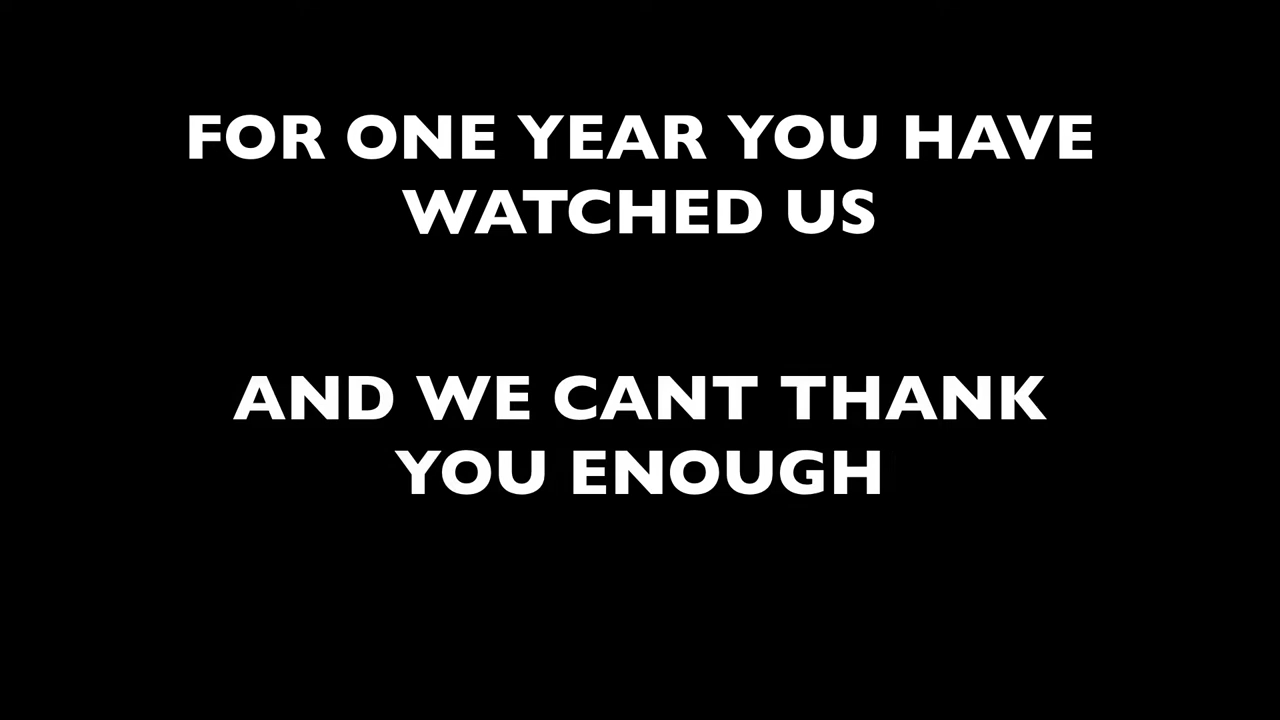 FOR ONE YEAR YOU HAVE
WATCHED US
AND WE CANT THANK
YOU ENOUGH